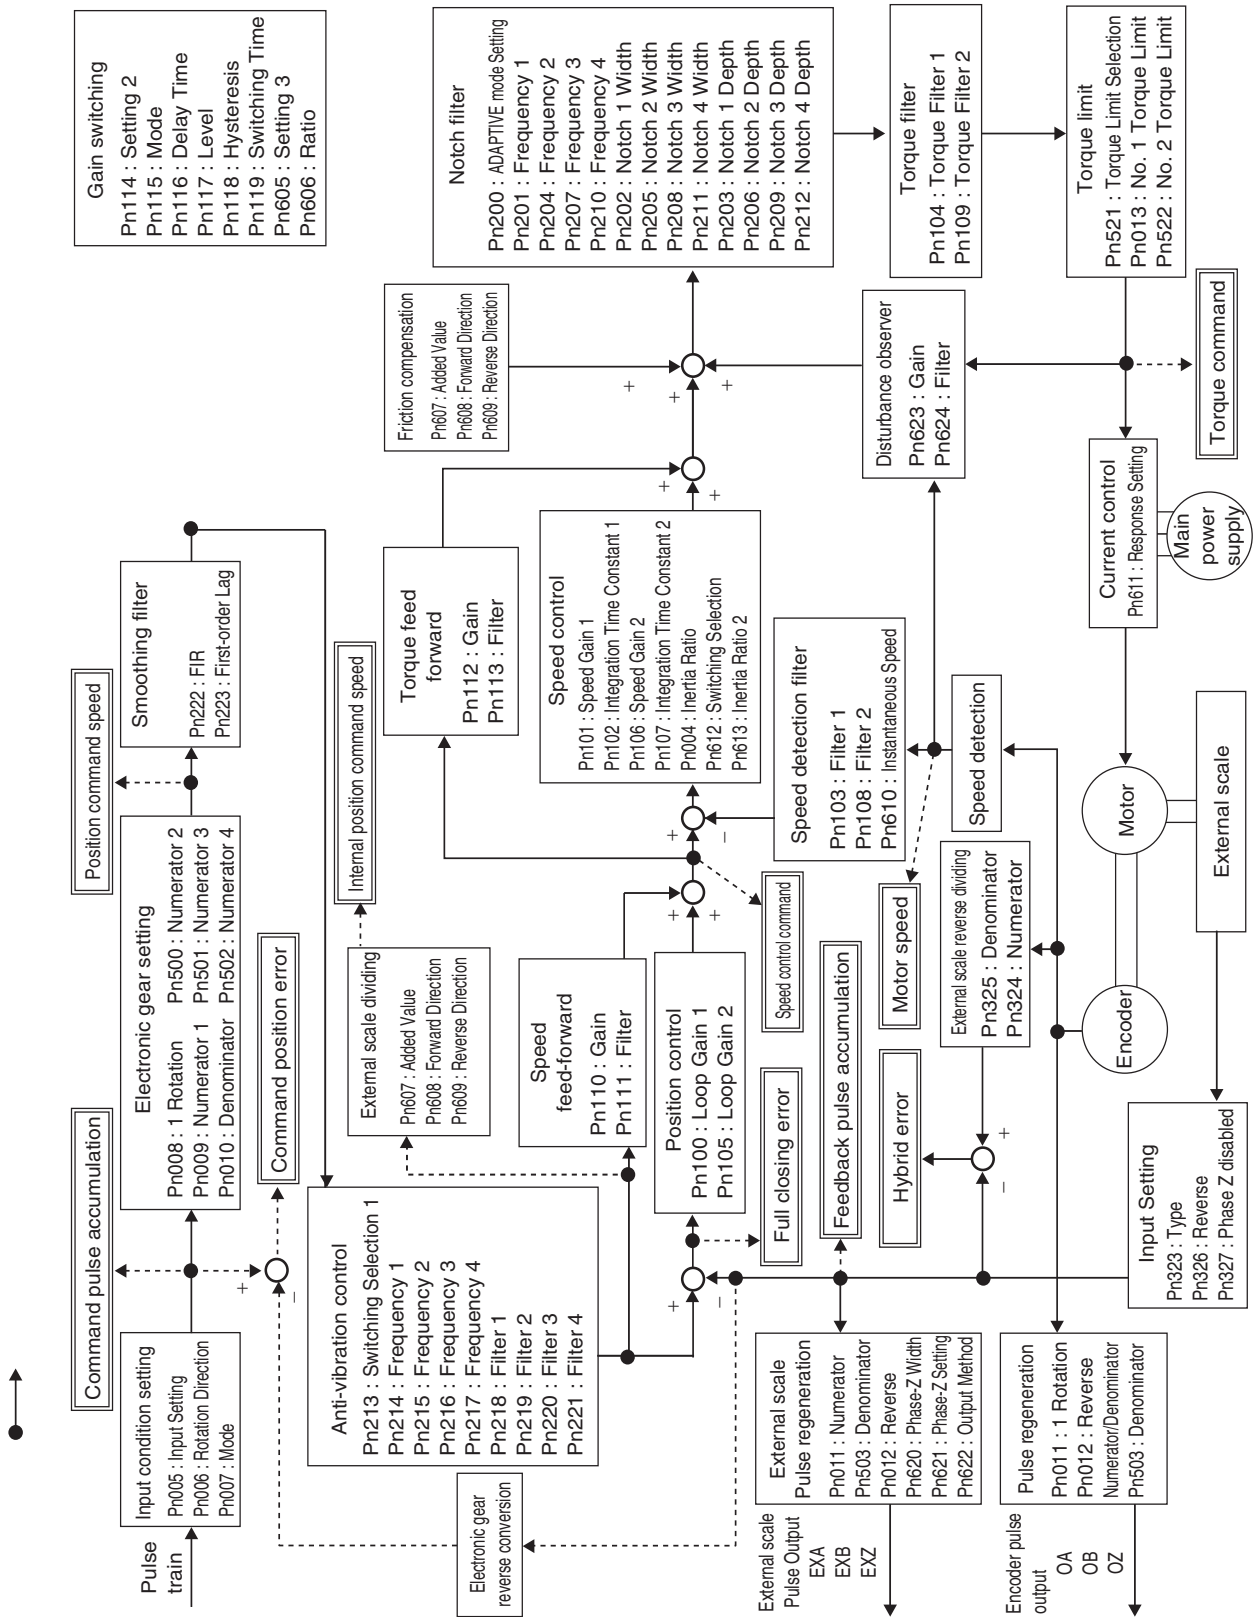 Pulse
train
Input condition setting
Pn005 : Input Setting
Pn006 : Rotation Direction
Pn007 : Mode
Command pulse accumulation
+
−
Electronic gear setting
Pn008 : 1 Rotation Pn500 : Numerator 2
Pn009 : Numerator 1 Pn501 : Numerator 3
Pn010 : Denominator Pn502 : Numerator 4
Command position error
Position command speed
Smoothing filter
Pn222 : FIR
Pn223 : First-order Lag
Gain switching
Pn114 : Setting 2
Pn115 : Mode
Pn116 : Delay Time
Pn117 : Level
Pn118 : Hysteresis
Pn119 : Switching Time
Pn605 : Setting 3
Pn606 : Ratio
Anti-vibration control
Pn213 : Switching Selection 1
Pn214 : Frequency 1
Pn215 : Frequency 2
Pn216 : Frequency 3
Pn217 : Frequency 4
Pn218 : Filter 1
Pn219 : Filter 2
Pn220 : Filter 3
Pn221 : Filter 4
External scale dividing
Pn607 : Added Value
Pn608 : Forward Direction
Pn609 : Reverse Direction
Internal position command speed
Electronic gear
reverse conversion
Speed
feed-forward
Pn110 : Gain
Pn111 : Filter
Torque feed
forward
Pn112 : Gain
Pn113 : Filter
Friction compensation
Pn607 : Added Value
Pn608 : Forward Direction
Pn609 : Reverse Direction
Notch filter
Pn200 : ADAPTIVE mode Setting
Pn201 : Frequency 1
Pn204 : Frequency 2
Pn207 : Frequency 3
Pn210 : Frequency 4
Pn202 : Notch 1 Width
Pn205 : Notch 2 Width
Pn208 : Notch 3 Width
Pn211 : Notch 4 Width
Pn203 : Notch 1 Depth
Pn206 : Notch 2 Depth
Pn209 : Notch 3 Depth
Pn212 : Notch 4 Depth
+
−
Position control
Pn100 : Loop Gain 1
Pn105 : Loop Gain 2
+
+
+
−
Speed control
Pn101 : Speed Gain 1
Pn102 : Integration Time Constant 1
Pn106 : Speed Gain 2
Pn107 : Integration Time Constant 2
Pn004 : Inertia Ratio
Pn612 : Switching Selection
Pn613 : Inertia Ratio 2
+
+
+
+
+
Full closing error
Speed control command
Speed detection filter
Pn103 : Filter 1
Pn108 : Filter 2
Pn610 : Instantaneous Speed
Disturbance observer
Pn623 : Gain
Pn624 : Filter
Torque filter
Pn104 : Torque Filter 1
Pn109 : Torque Filter 2
External scale
Pulse Output
EXA
EXB
EXZ
External scale
Pulse regeneration
Pn011 : Numerator
Pn503 : Denominator
Pn012 : Reverse
Pn620 : Phase-Z Width
Pn621 : Phase-Z Setting
Pn622 : Output Method
Feedback pulse accumulation
Hybrid error
Motor speed
+
−
External scale reverse dividing
Pn325 : Denominator
Pn324 : Numerator
Speed detection
Torque limit
Pn521 : Torque Limit Selection
Pn013 : No. 1 Torque Limit
Pn522 : No. 2 Torque Limit
Torque command
Current control
Pn611 : Response Setting
Main
power
supply
Encoder pulse
output
OA
OB
OZ
Pulse regeneration
Pn011 : 1 Rotation
Pn012 : Reverse
Numerator/Denominator
Pn503 : Denominator
Input Setting
Pn323 : Type
Pn326 : Reverse
Pn327 : Phase Z disabled
Encoder
Motor
External scale